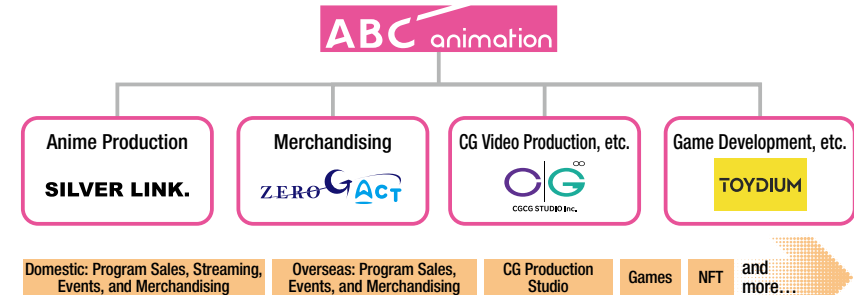 ABC animation
Anime Production
SILVER LINK.
Merchandising
ZERO G ACT
CG Video Production, etc.
CG
CGCG STUDIO Inc.
Game Development, etc.
TOYDIUM
Domestic: Program Sales, Streaming,
Events, and Merchandising
Overseas: Program Sales,
Events, and Merchandising
CG Production
Studio
Games
NFT
and
more…